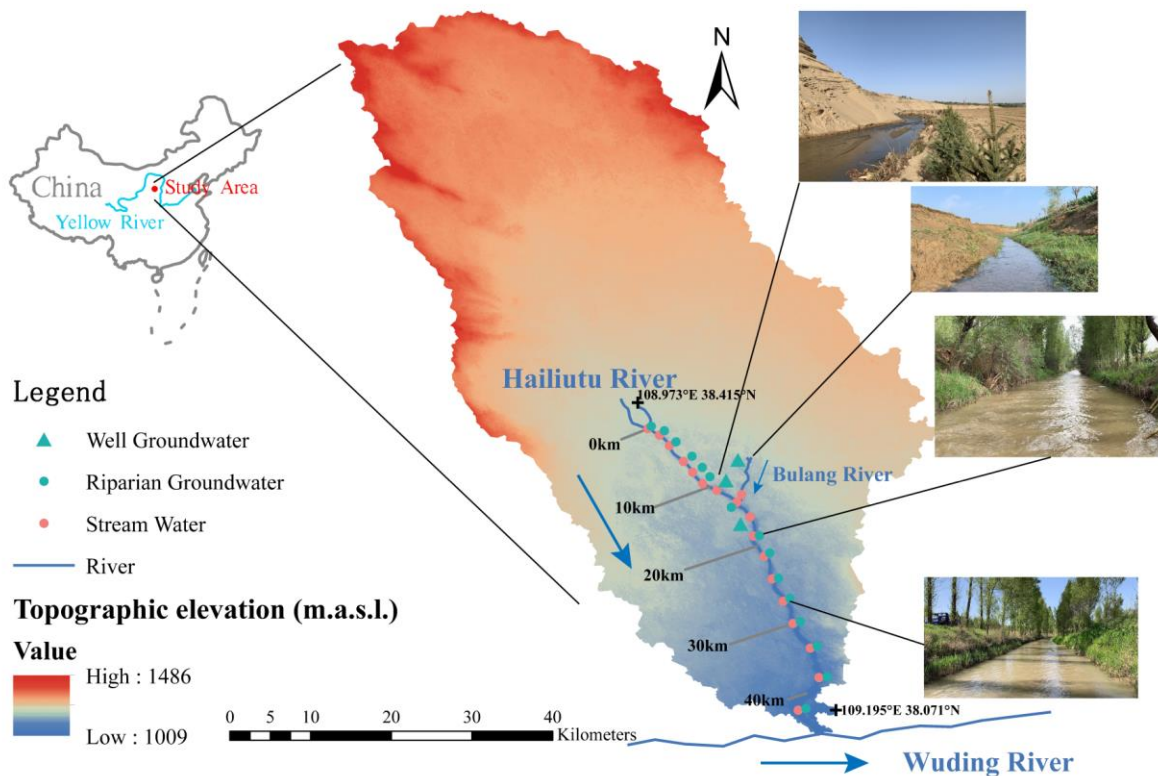 N
China
Study Area
Yellow River
Hailiutu River
108.973°E 38.415°N
0km
Bulang River
10km
20km
30km
40km
109.195°E 38.071°N
Wuding River
Legend
Well Groundwater
Riparian Groundwater
Stream Water
River
Topographic elevation (m.a.s.l.)
Value
High : 1486
Low : 1009
0 5 10 20 30 40
Kilometers